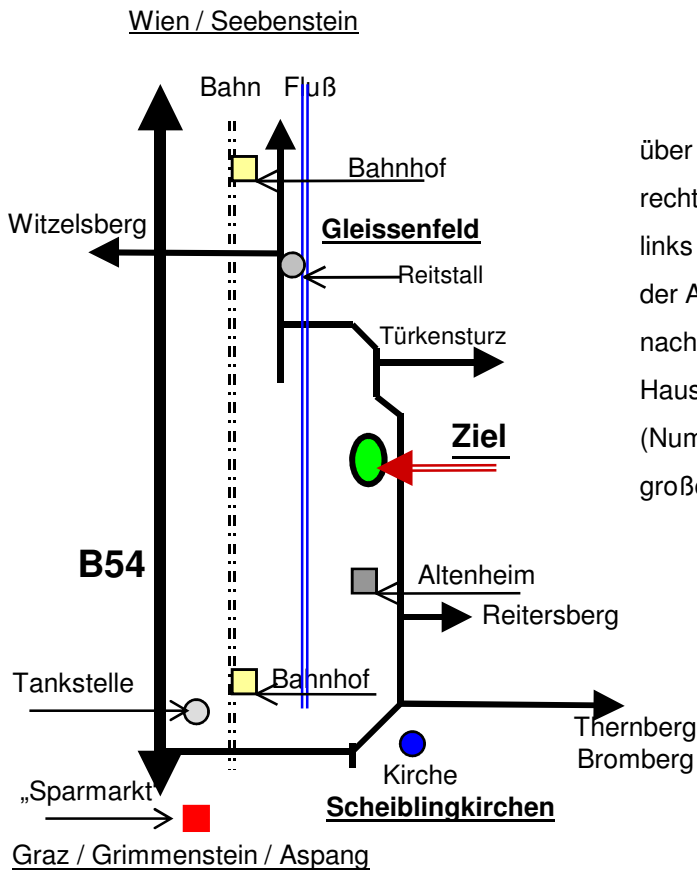 Wien / Seebenstein
Bahn Fluß
Bahnhof
Witzelsberg
Gleissenfeld
Reitstall
Türkensturz
Ziel
B54
Altenheim
Reitersberg
Tankstelle
Bahnhof
Thernberg
Bromberg
„Sparmarkt“
Kirche
Scheiblingkirchen
Graz / Grimmenstein / Aspang
über
recht
links
der A
nach
Haus
(Num
große